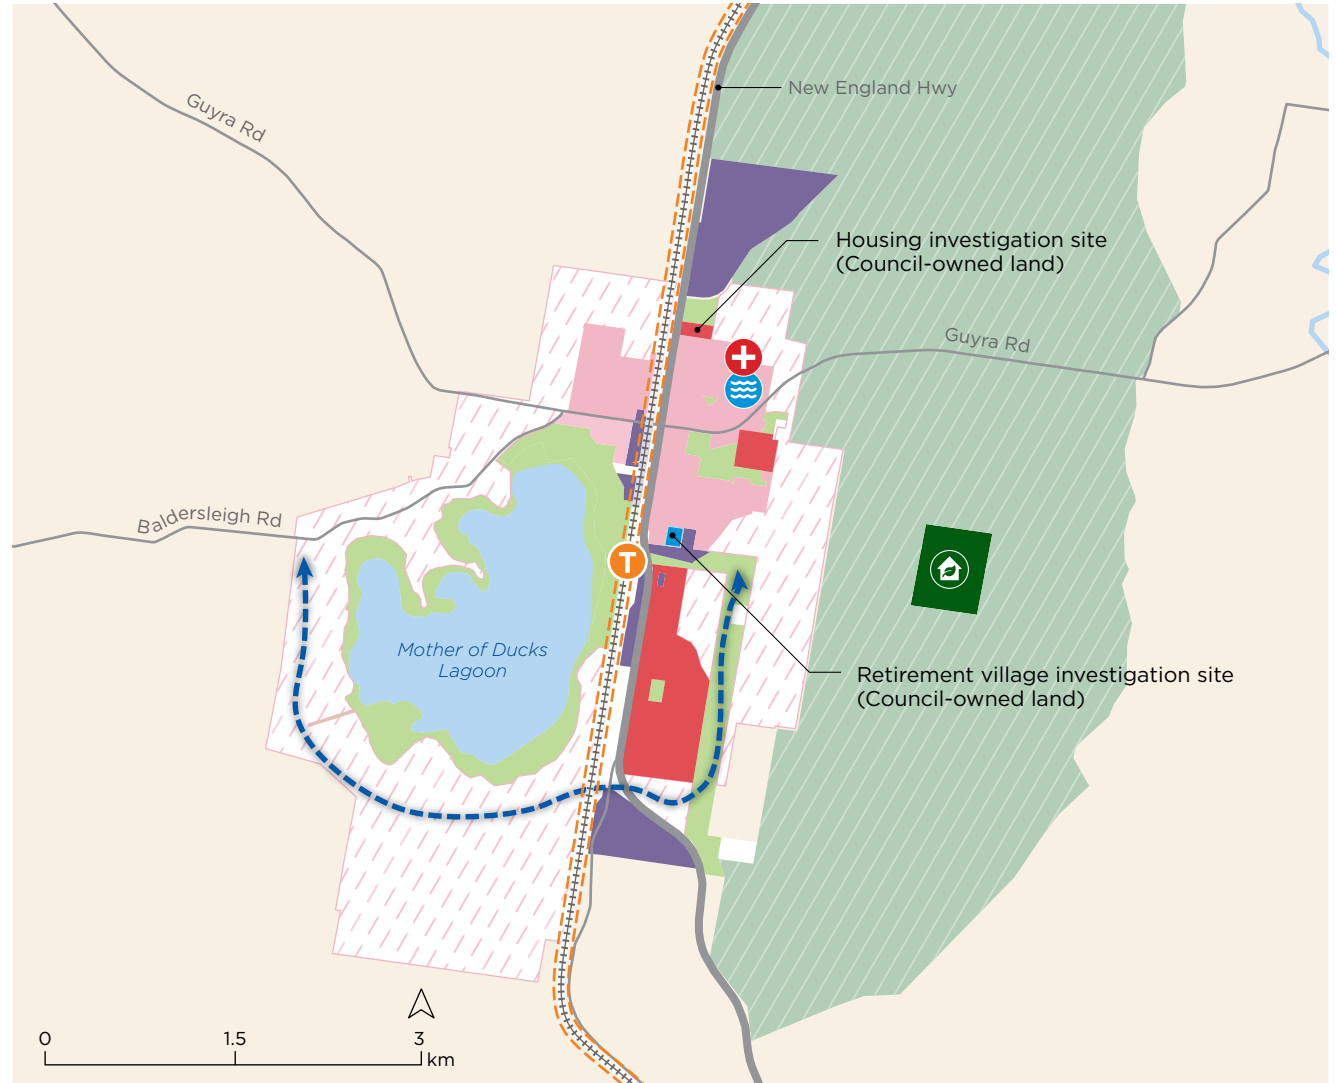 New England Hwy
Guyra Rd
Housing investigation site
(Council-owned land)
Guyra Rd
Baldersleigh Rd
T
Mother of Ducks
Lagoon
Retirement village investigation site
(Council-owned land)
0 1.5 3
km